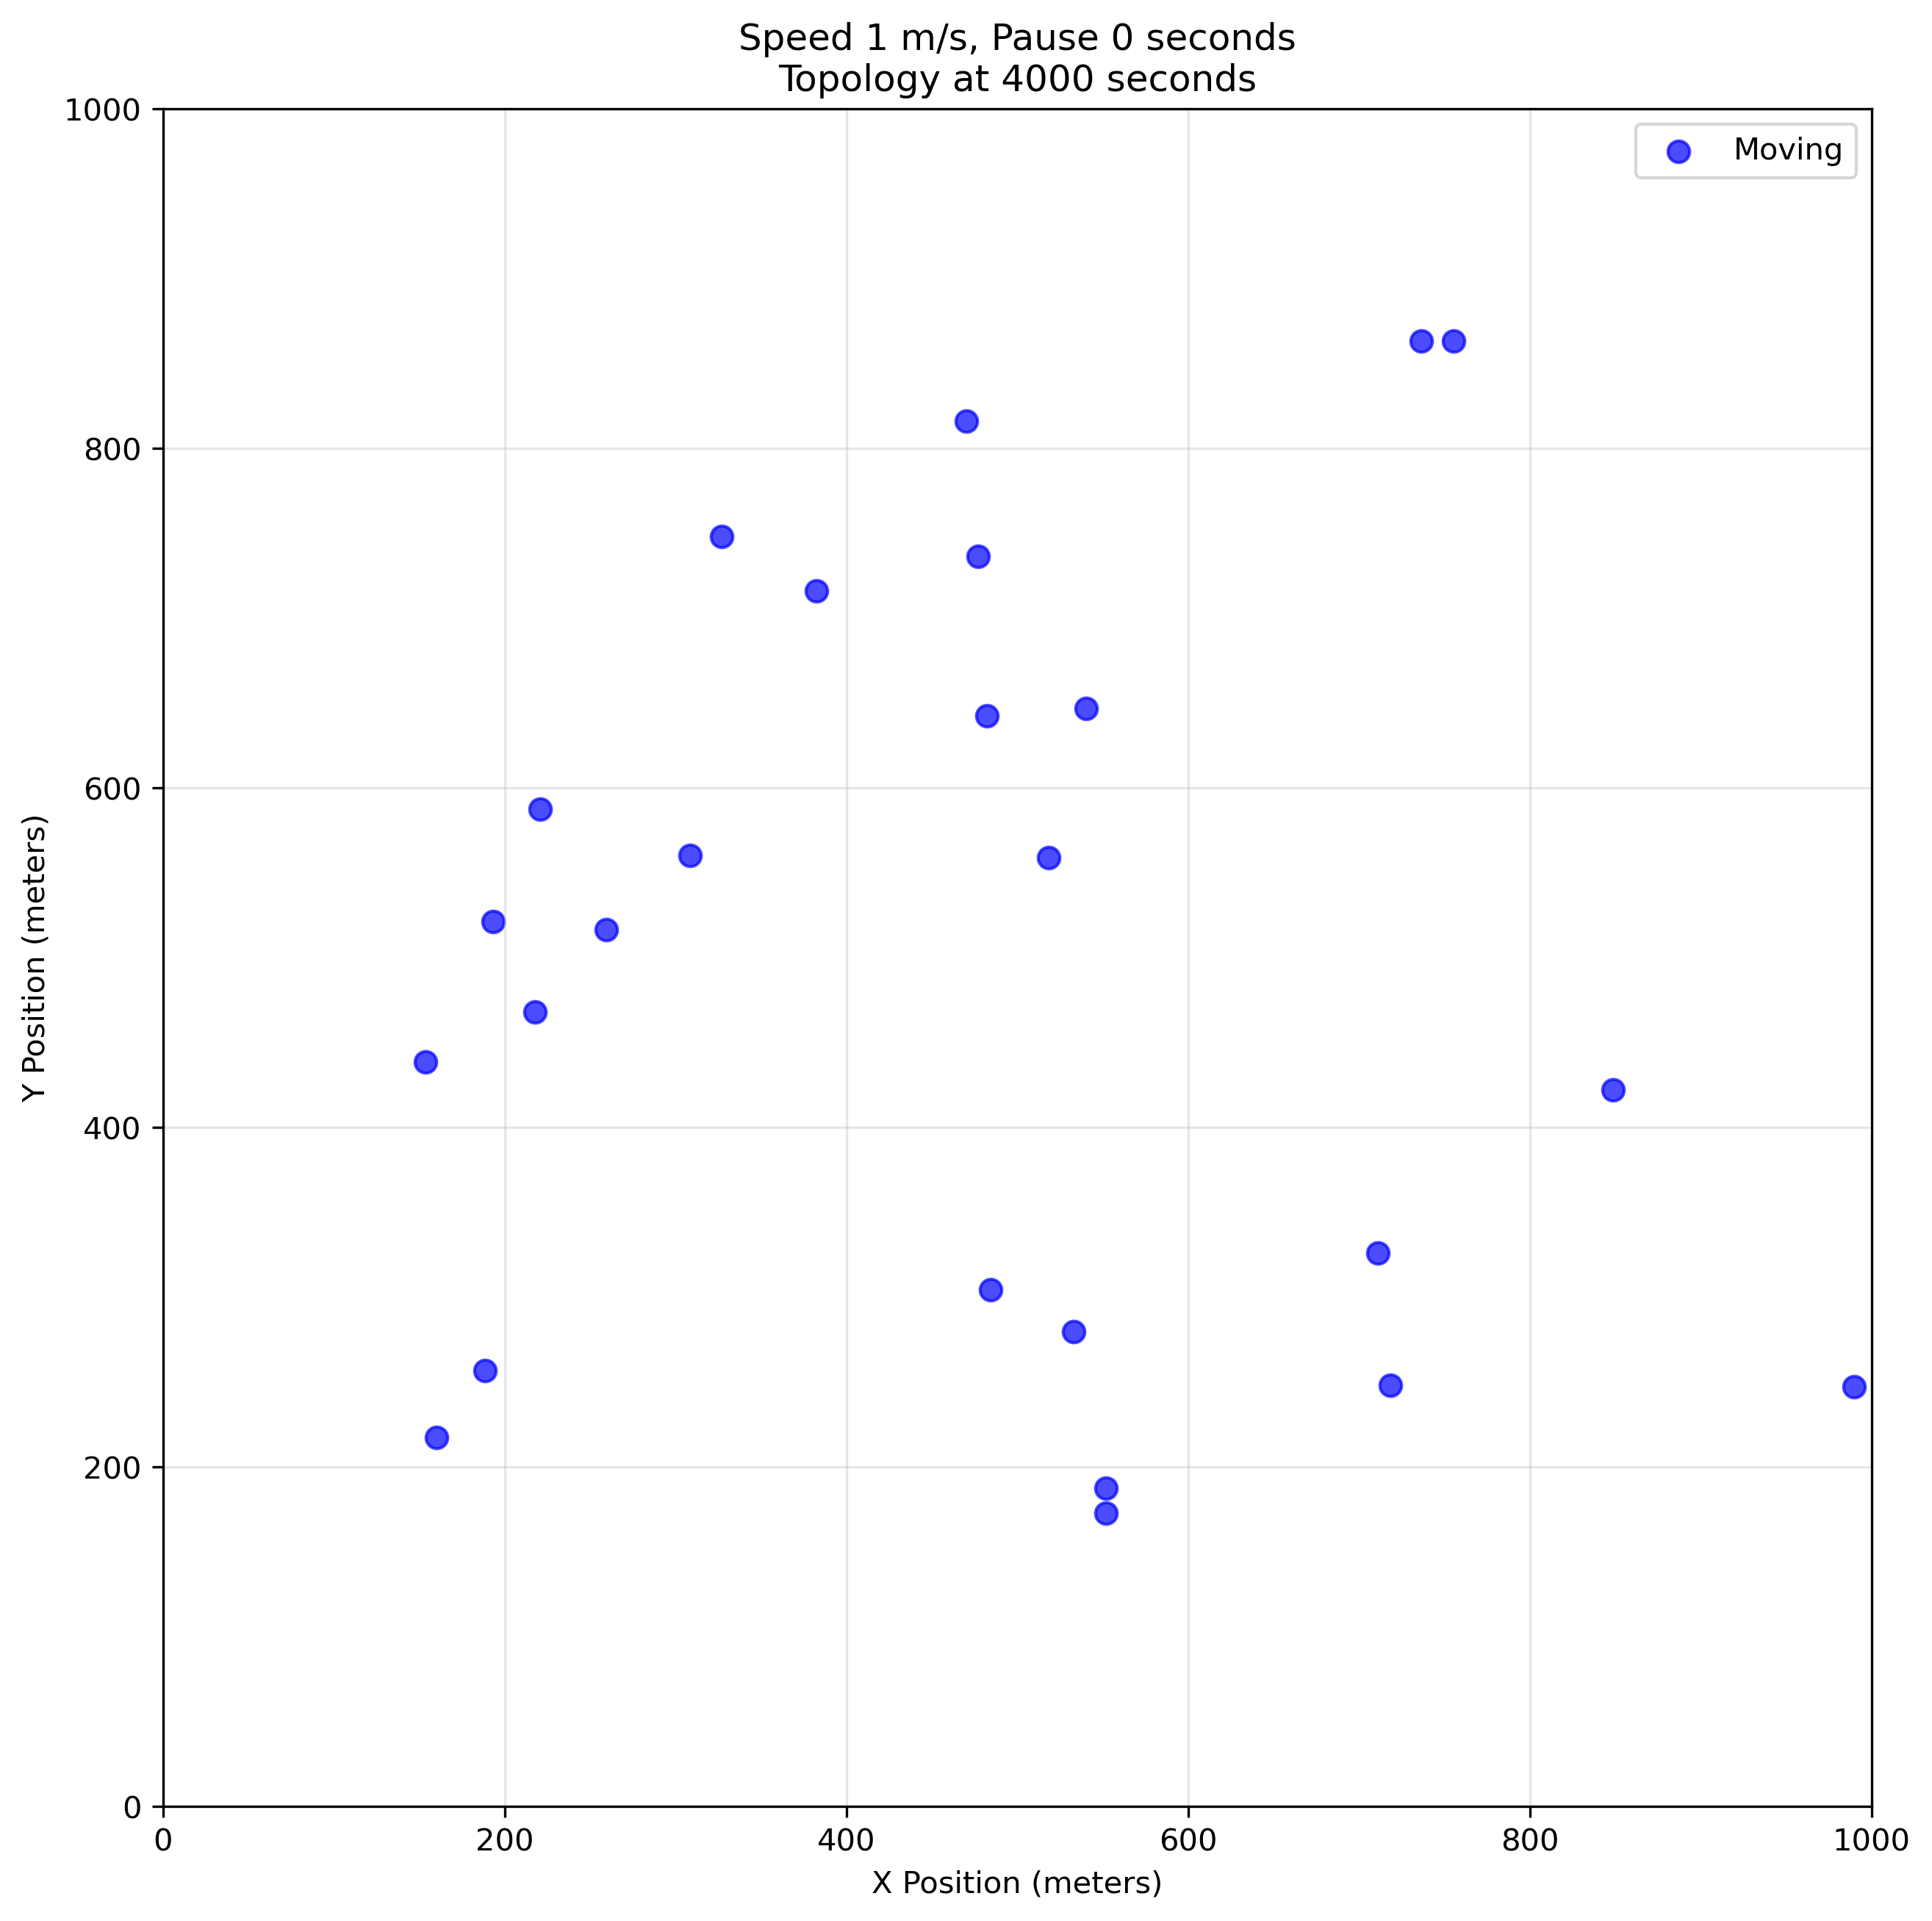 Speed 1 m/s, Pause 0 seconds
Topology at 4000 seconds
Moving
1000
800
600
400
200
0
Y Position (meters)
0 200 400 600 800 1000
X Position (meters)